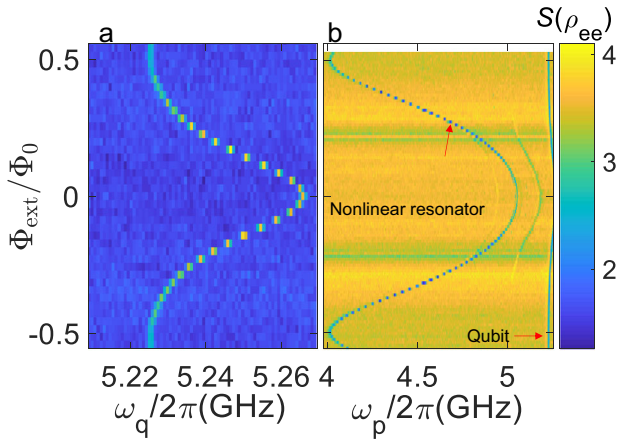 a
b
S(ρee)
0.5
0
-0.5
Φext/Φ0
5.22
5.24
5.26
ωq/2π(GHz)
Nonlinear resonator
Qubit
4
4.5
5
ωp/2π(GHz)
4
3
2